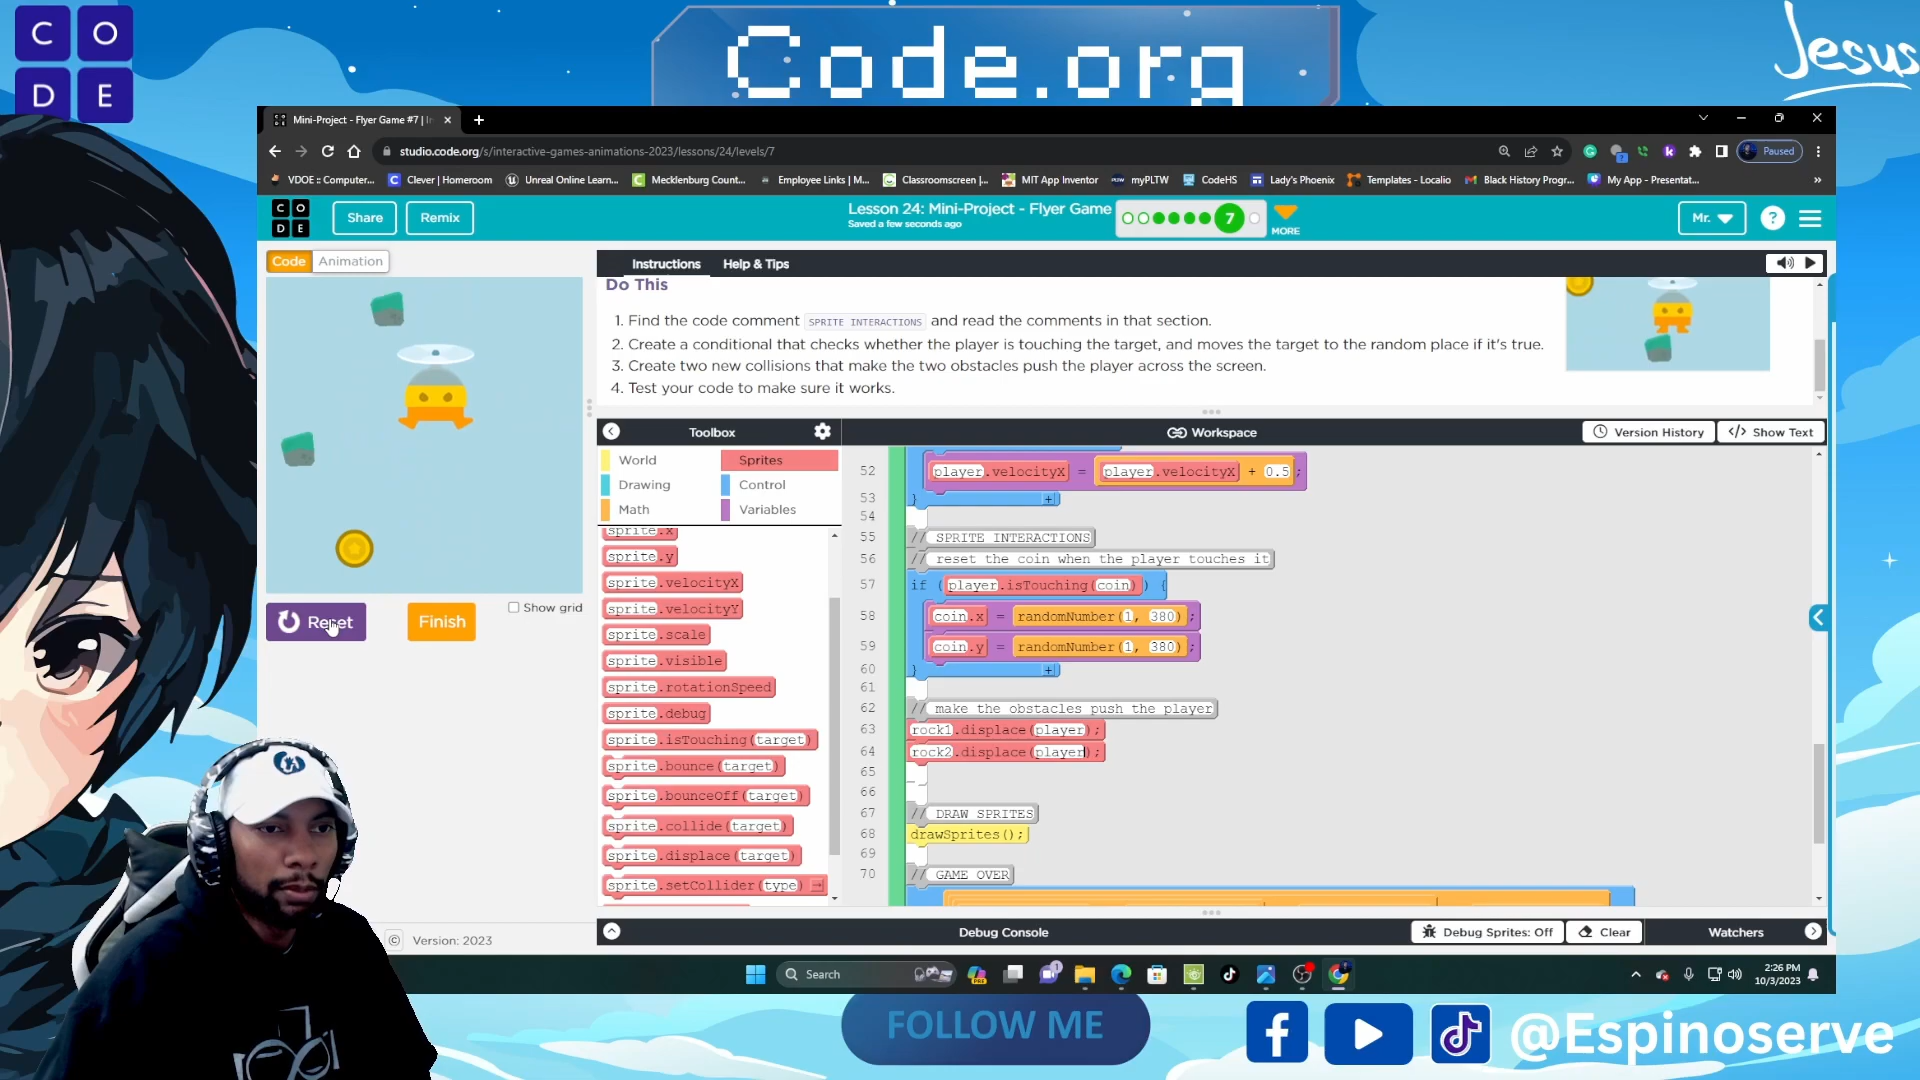 C O
D E
Code.org
Jesus
Mini-Project - Flyer Game #7 | In
studio.code.org/s/interactive-games-animations-2023/lessons/24/levels/7
Paused
VDOE :: Computer...
Clever | Homeroom
Unreal Online Learn...
Mecklenburg Count...
Employee Links | M...
Classroomscreen |...
MIT App Inventor
myPLTW
CodeHS
Lady's Phoenix
Templates - Localio
Black History Progr...
My App - Presentat...
C O
D E
Share
Remix
Lesson 24: Mini-Project - Flyer Game
Saved a few seconds ago
7
MORE
Mr.
?
Code
Animation
Instructions
Help & Tips
Do This
1. Find the code comment SPRITE INTERACTIONS and read the comments in that section.
2. Create a conditional that checks whether the player is touching the target, and moves the target to the random place if it's true.
3. Create two new collisions that make the two obstacles push the player across the screen.
4. Test your code to make sure it works.
Reset
Finish
Show grid
Toolbox
Workspace
Version History
</> Show Text
World
Sprites
Drawing
Control
Math
Variables
sprite.x
sprite.y
sprite.velocityX
sprite.velocityY
sprite.scale
sprite.visible
sprite.rotationSpeed
sprite.debug
sprite.isTouching(target)
sprite.bounce(target)
sprite.bounceOff(target)
sprite.collide(target)
sprite.displace(target)
sprite.setCollider(type)
52 player.velocityX = player.velocityX + 0.5;
53 }
54
55 // SPRITE INTERACTIONS
56 // reset the coin when the player touches it
57 if (player.isTouching(coin)) {
58 coin.x = randomNumber(1, 380);
59 coin.y = randomNumber(1, 380);
60 }
61
62 // make the obstacles push the player
63 rock1.displace(player);
64 rock2.displace(player);
65
66
67 // DRAW SPRITES
68 drawSprites();
69
70 // GAME OVER
Debug Console
Debug Sprites: Off
Clear
Watchers
© Version: 2023
Search
2:26 PM
10/3/2023
FOLLOW ME
@Espinoserve